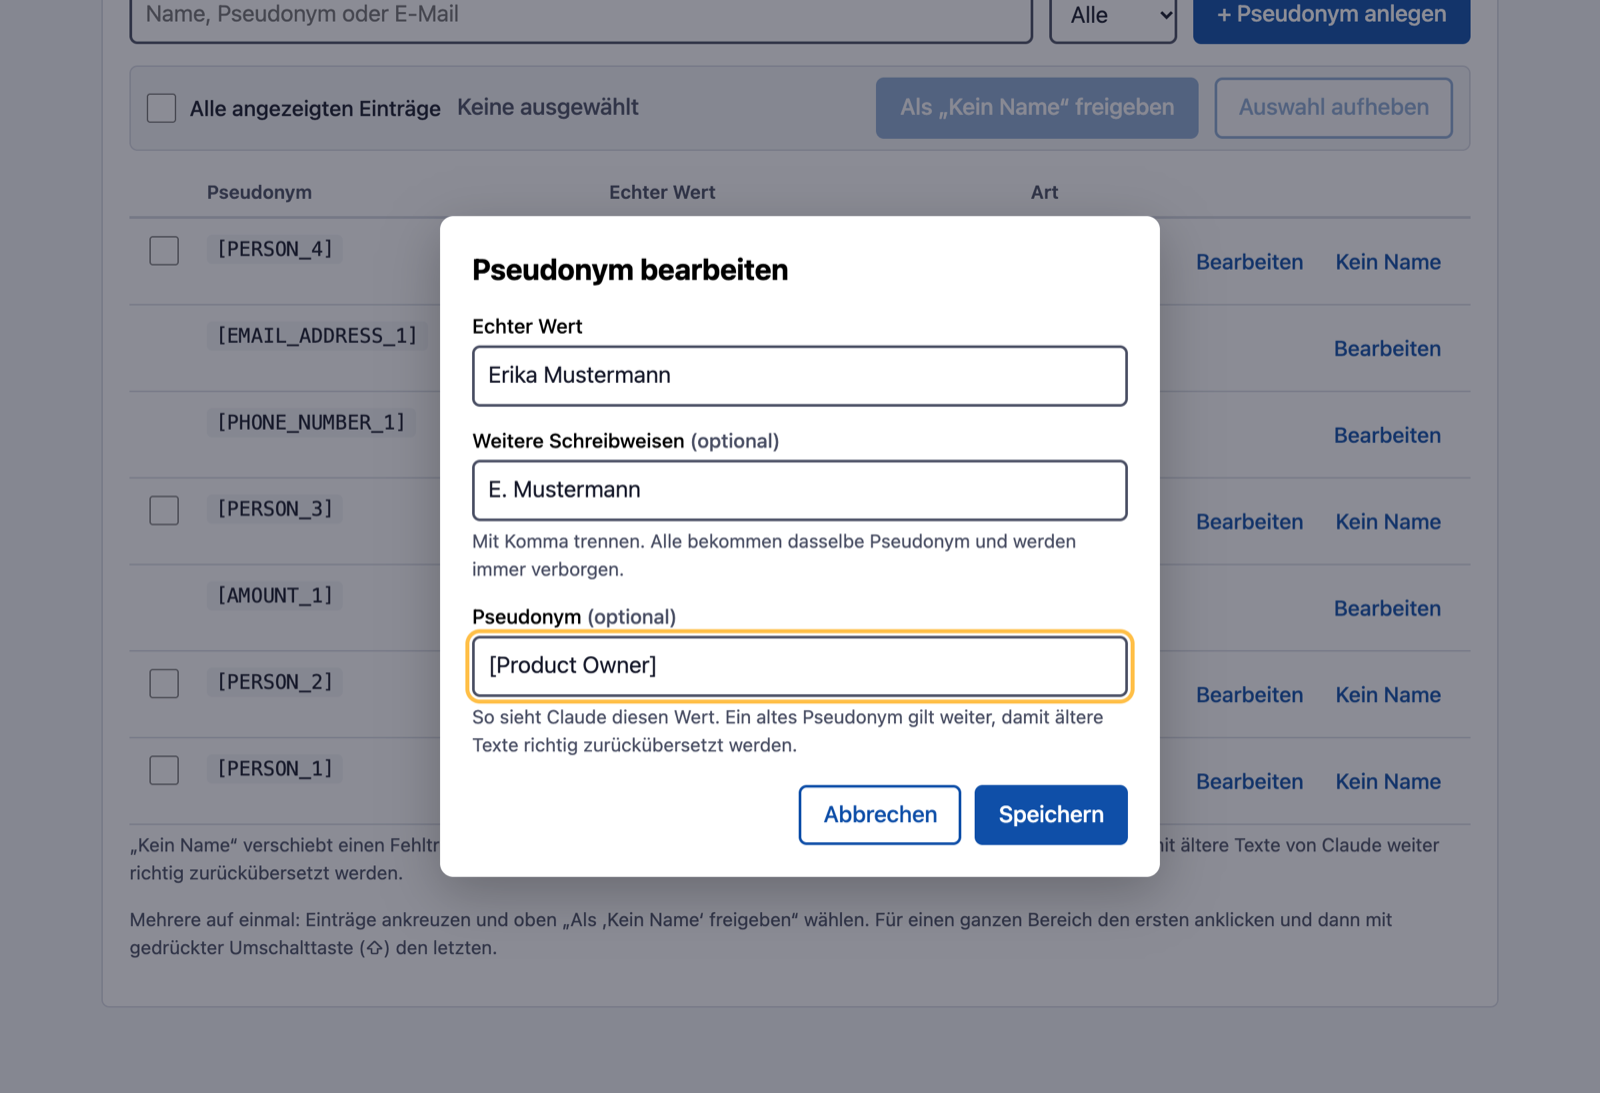 Name, Pseudonym oder E-Mail
Alle
+ Pseudonym anlegen
Alle angezeigten Einträge
Keine ausgewählt
Als „Kein Name“ freigeben
Auswahl aufheben
Pseudonym
Echter Wert
Art
[PERSON_4]
Bearbeiten
Kein Name
[EMAIL_ADDRESS_1]
Bearbeiten
[PHONE_NUMBER_1]
Bearbeiten
[PERSON_3]
Bearbeiten
Kein Name
[AMOUNT_1]
Bearbeiten
[PERSON_2]
Bearbeiten
Kein Name
[PERSON_1]
Bearbeiten
Kein Name
Pseudonym bearbeiten
Echter Wert
Erika Mustermann
Weitere Schreibweisen (optional)
E. Mustermann
Mit Komma trennen. Alle bekommen dasselbe Pseudonym und werden
immer verborgen.
Pseudonym (optional)
[Product Owner]
So sieht Claude diesen Wert. Ein altes Pseudonym gilt weiter, damit ältere
Texte richtig zurückübersetzt werden.
Abbrechen
Speichern
„Kein Name“ verschiebt einen
ältere Texte von Claude weiter
richtig zurückübersetzt werden.
Mehrere auf einmal: Einträge ankreuzen und oben „Als ‚Kein Name‘ freigeben“ wählen. Für einen ganzen Bereich den ersten anklicken und dann mit
gedrückter Umschalttaste (⇧) den letzten.